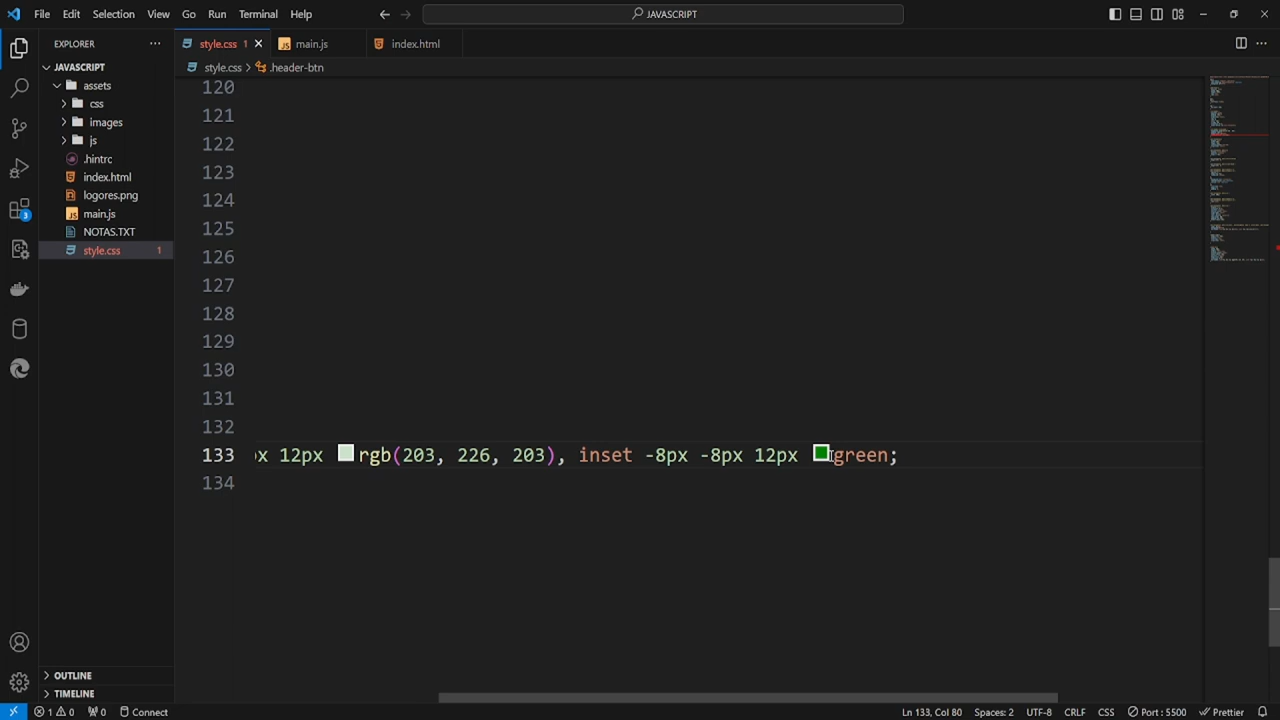 File Edit Selection View Go Run Terminal Help
JAVASCRIPT
EXPLORER
style.css 1
main.js
index.html
JAVASCRIPT
style.css > .header-btn
assets
css
images
js
.hintrc
index.html
logores.png
main.js
NOTAS.TXT
style.css 1
3
120
121
122
123
124
125
126
127
128
129
130
131
132
133 px 12px rgb(203, 226, 203), inset -8px -8px 12px green;
134
OUTLINE
TIMELINE
1 0 0 Connect Ln 133, Col 80 Spaces: 2 UTF-8 CRLF CSS Port : 5500 Prettier